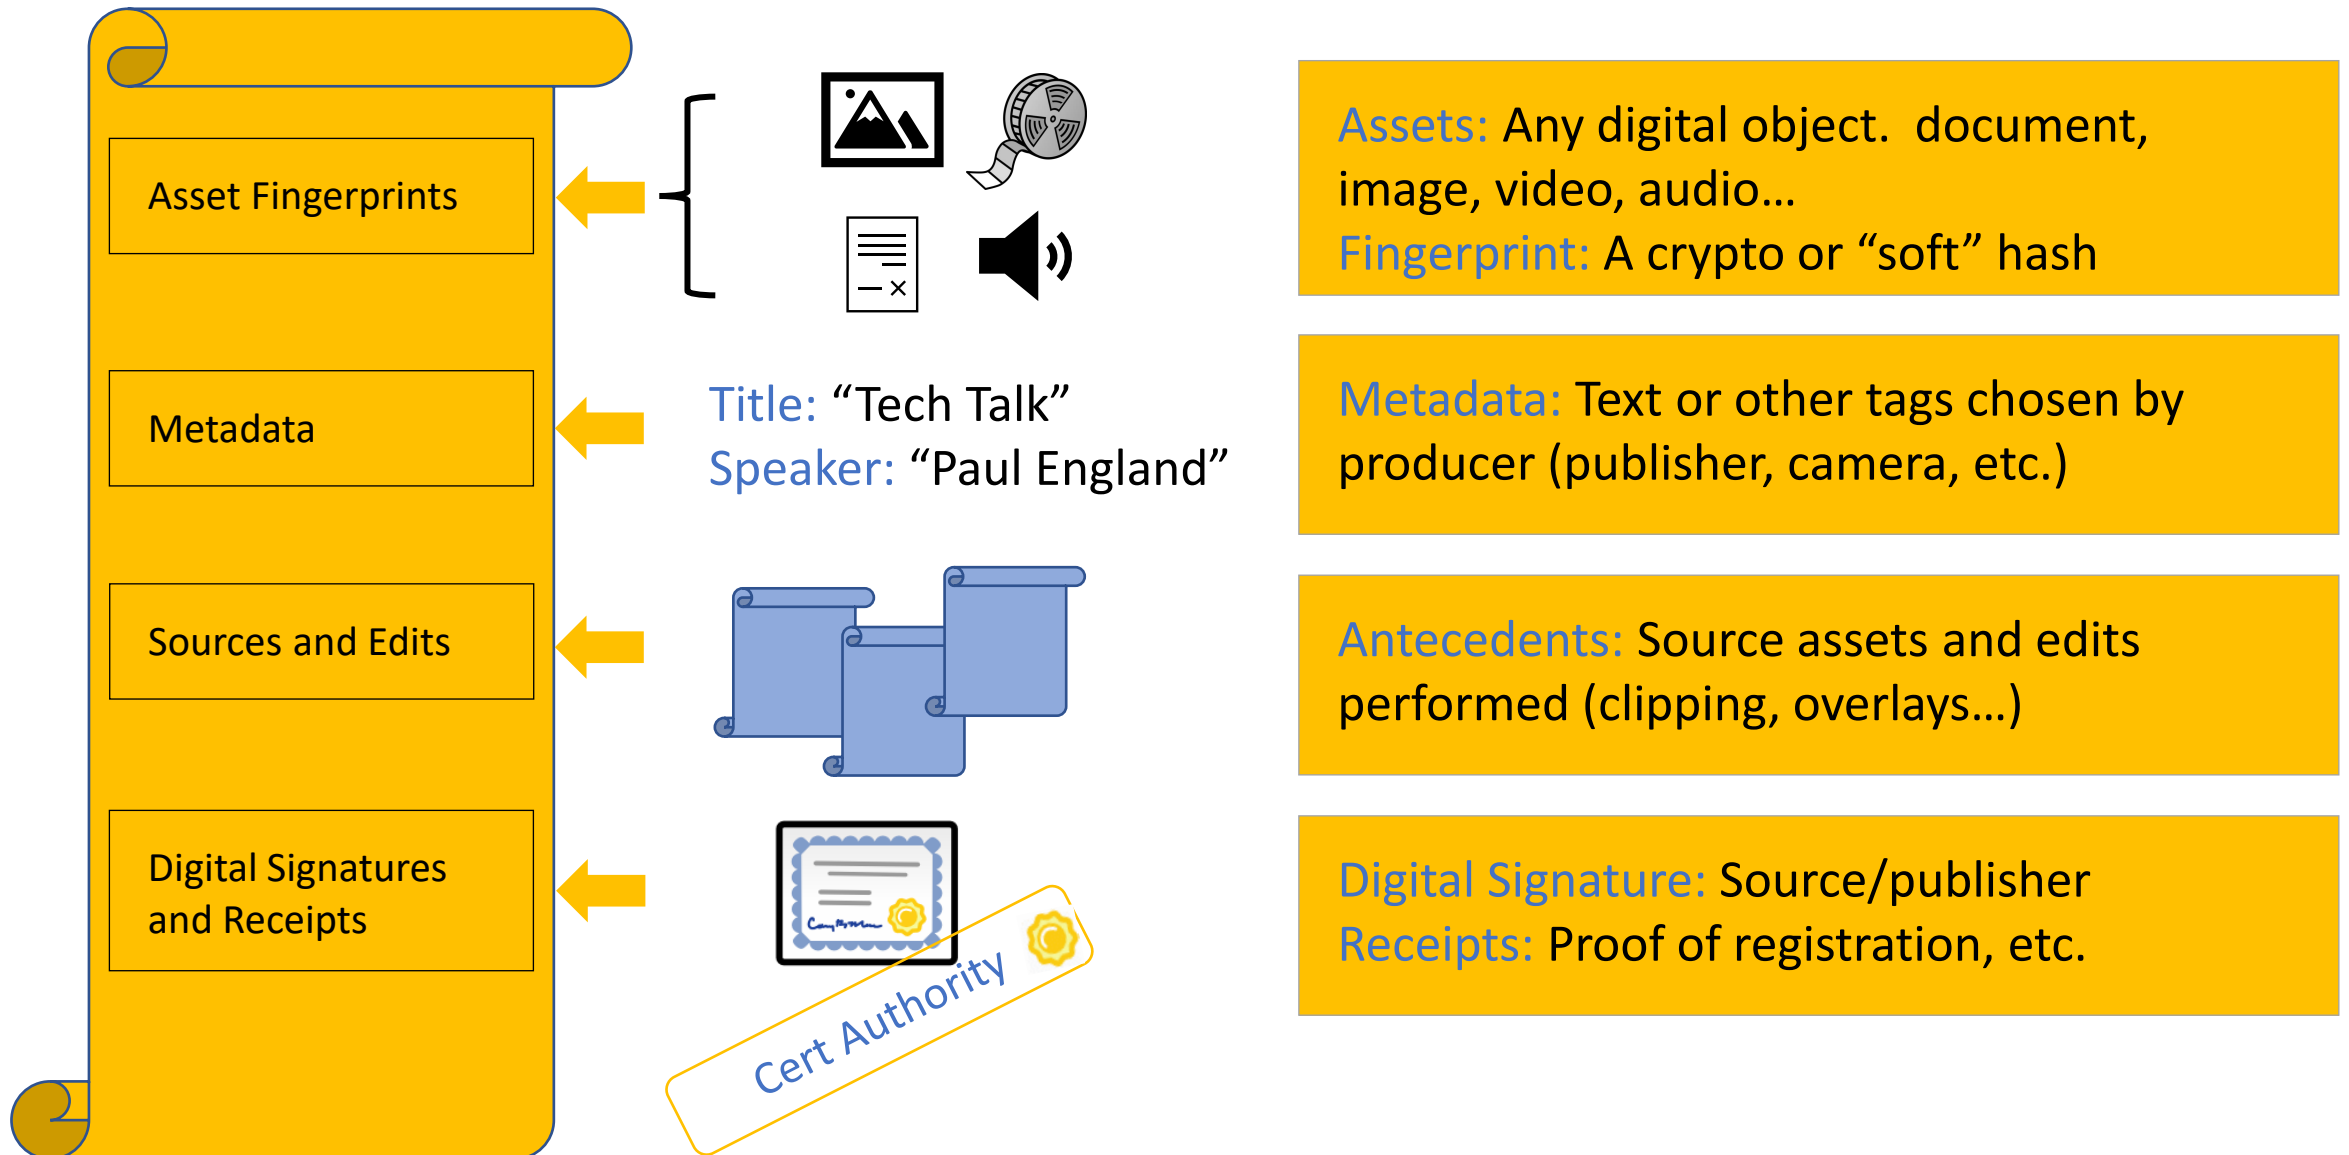 Asset Fingerprints
Assets: Any digital object.  document,
image, video, audio...
Fingerprint: A crypto or “soft” hash
Metadata
Title: “Tech Talk”
Speaker: “Paul England”
Metadata: Text or other tags chosen by
producer (publisher, camera, etc.)
Sources and Edits
Antecedents: Source assets and edits
performed (clipping, overlays...)
Digital Signatures
and Receipts
Cert Authority
Digital Signature: Source/publisher
Receipts: Proof of registration, etc.